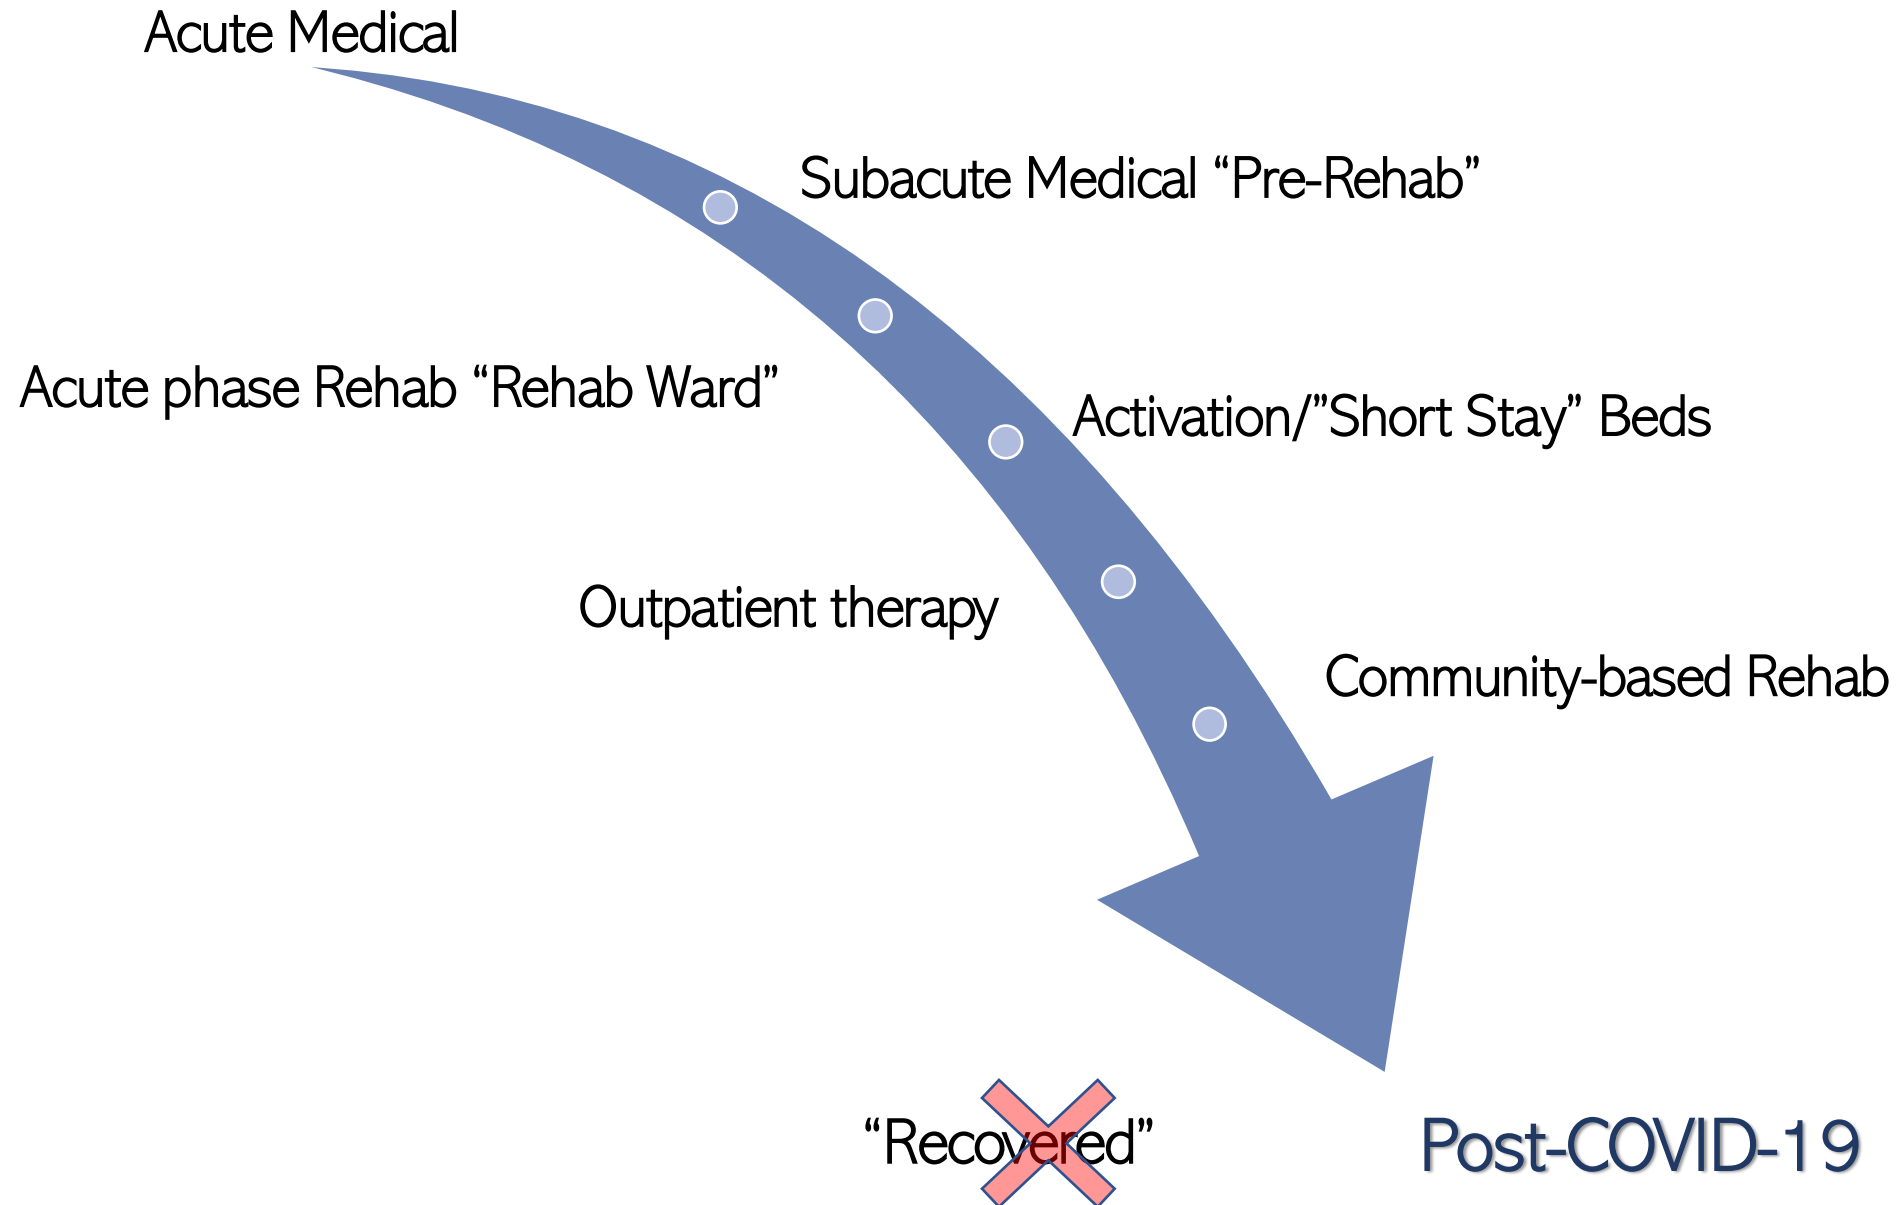 Acute Medical
Subacute Medical “Pre-Rehab”
Acute phase Rehab “Rehab Ward”
Activation/”Short Stay” Beds
Outpatient therapy
Community-based Rehab
“Recovered”
Post-COVID-19